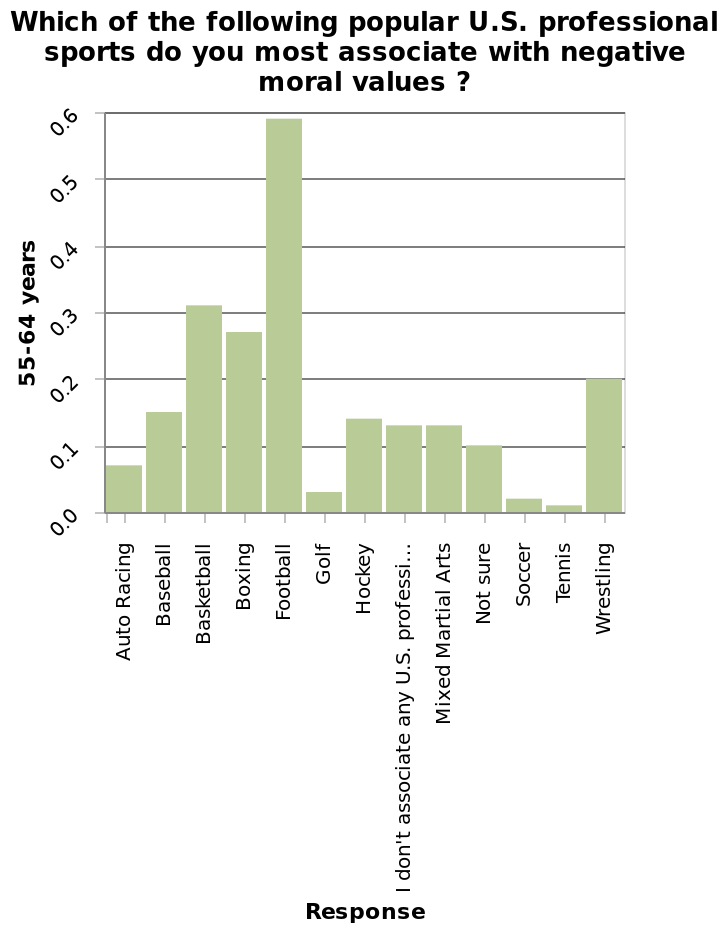 Which of the following popular U.S. professional
sports do you most associate with negative
moral values ?
55-64 years
0.6
0.5
0.4
0.3
0.2
0.1
0.0
Auto Racing
Baseball
Basketball
Boxing
Football
Golf
Hockey
I don't associate any U.S. professi...
Mixed Martial Arts
Not sure
Soccer
Tennis
Wrestling
Response